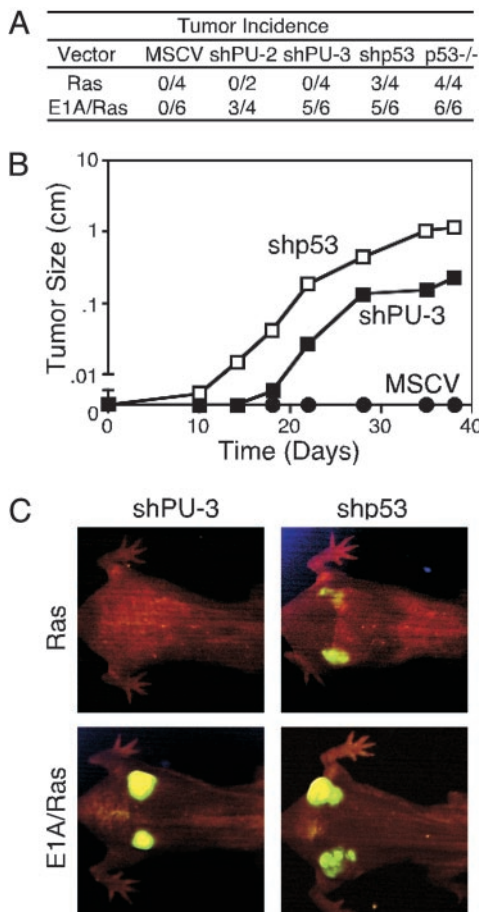 A
Tumor Incidence
Vector MSCV shPU-2 shPU-3 shp53 p53-/-
Ras 0/4 0/2 0/4 3/4 4/4
E1A/Ras 0/6 3/4 5/6 5/6 6/6
B
Tumor Size (cm)
10
1
.1
.01
0
shp53
shPU-3
MSCV
0 10 20 30 40
Time (Days)
C
shPU-3 shp53
Ras
E1A/Ras